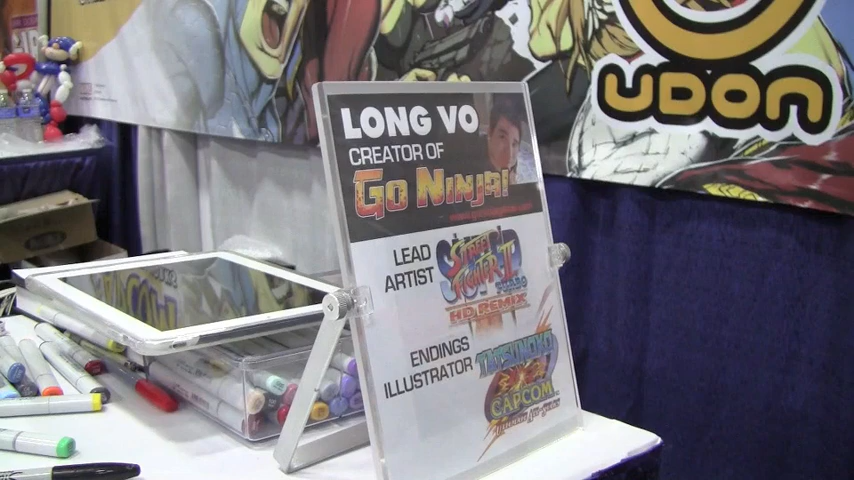 UDON
LONG VO
CREATOR OF
GO NINJA!
LEAD
ARTIST
STREET
FIGHTER II
TURBO
HD REMIX
ENDINGS
ILLUSTRATOR
TATSUNOKO
VS
CAPCOM